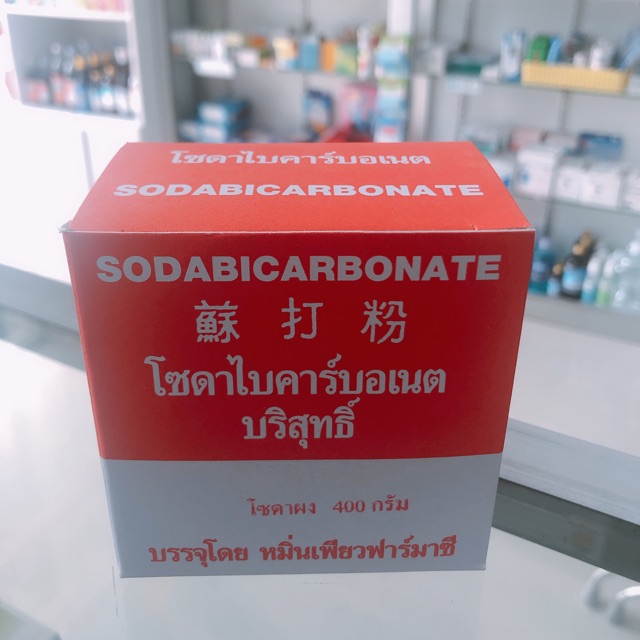 โซดาไบคาร์บอเนต
SODABICARBONATE
SODABICARBONATE
蘇打粉
โซดาไบคาร์บอเนต
บริสุทธิ์
โซดาผง 400 กรัม
บรรจุโดย หมิ่นเพียวฟาร์มาซี